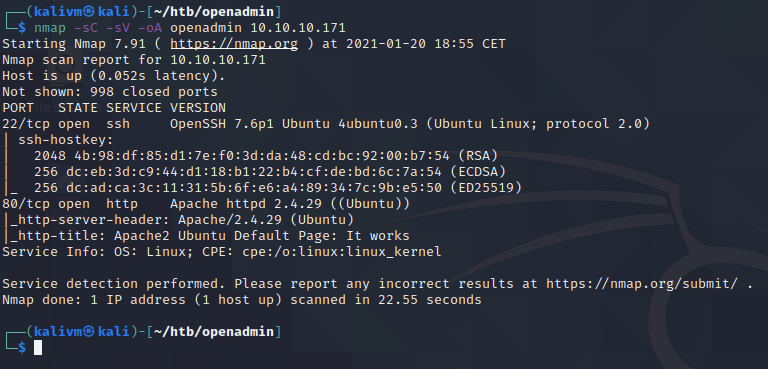 ┌──(kalivm㉿kali)-[~/htb/openadmin]
└─$ nmap -sC -sV -oA openadmin 10.10.10.171
Starting Nmap 7.91 ( https://nmap.org ) at 2021-01-20 18:55 CET
Nmap scan report for 10.10.10.171
Host is up (0.052s latency).
Not shown: 998 closed ports
PORT   STATE SERVICE VERSION
22/tcp open  ssh     OpenSSH 7.6p1 Ubuntu 4ubuntu0.3 (Ubuntu Linux; protocol 2.0)
| ssh-hostkey:
|   2048 4b:98:df:85:d1:7e:f0:3d:da:48:cd:bc:92:00:b7:54 (RSA)
|   256 dc:eb:3d:c9:44:d1:18:b1:22:b4:cf:de:bd:6c:7a:54 (ECDSA)
|_  256 dc:ad:ca:3c:11:31:5b:6f:e6:a4:89:34:7c:9b:e5:50 (ED25519)
80/tcp open  http    Apache httpd 2.4.29 ((Ubuntu))
|_http-server-header: Apache/2.4.29 (Ubuntu)
|_http-title: Apache2 Ubuntu Default Page: It works
Service Info: OS: Linux; CPE: cpe:/o:linux:linux_kernel
Service detection performed. Please report any incorrect results at https://nmap.org/submit/ .
Nmap done: 1 IP address (1 host up) scanned in 22.55 seconds
┌──(kalivm㉿kali)-[~/htb/openadmin]
└─$